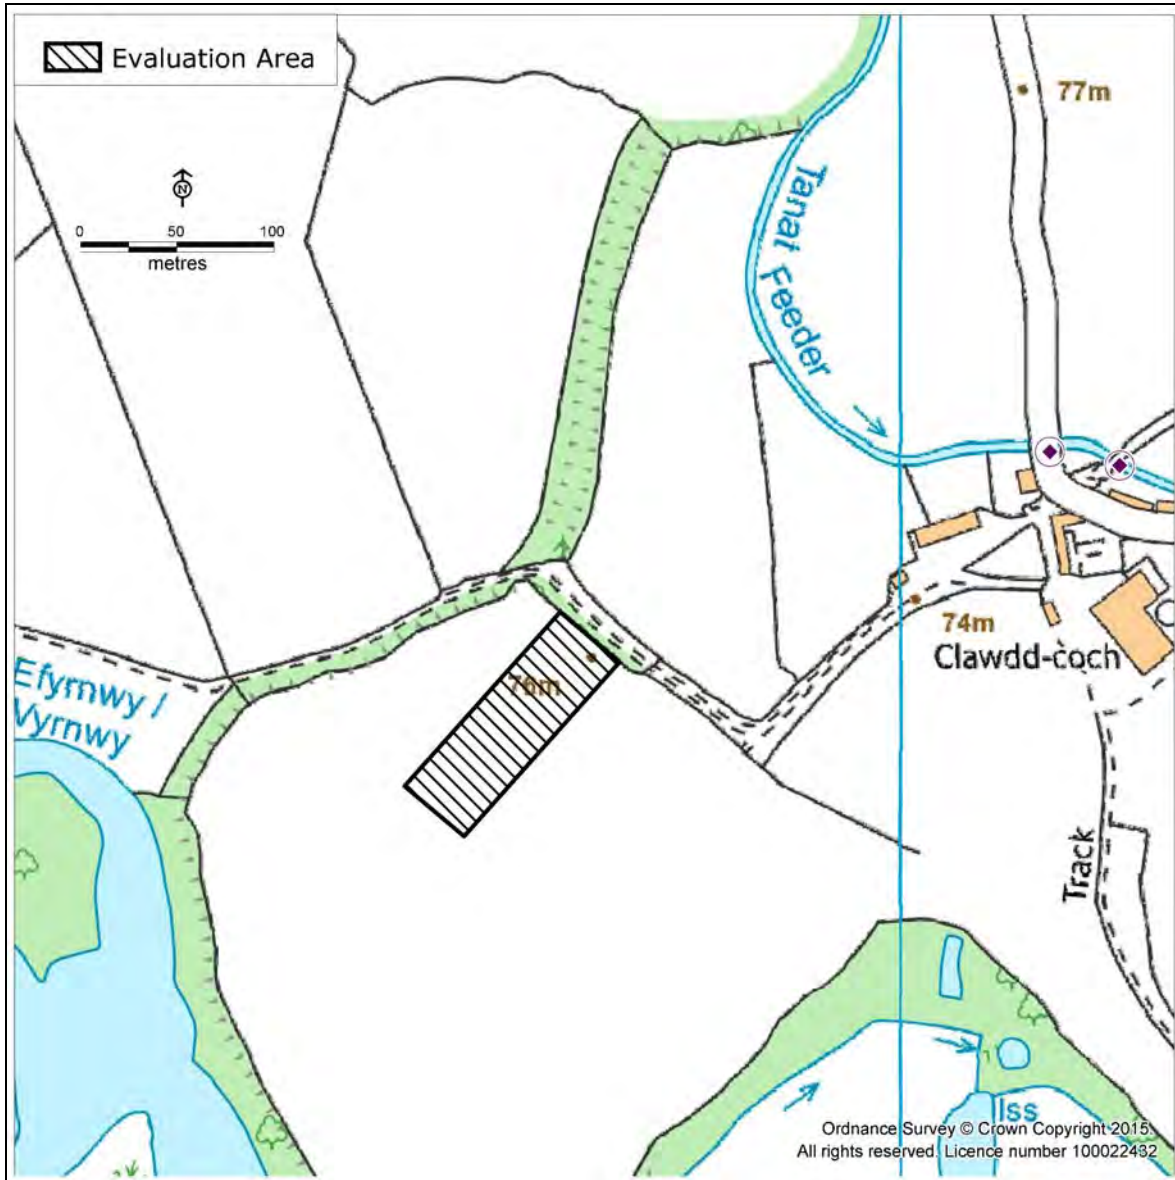 Evaluation Area
77m
N
0 50 100
metres
Tanat Feeder
74m
Clawdd-coch
Efyrnwy /
Vyrnwy
76m
Track
Iss
Ordnance Survey © Crown Copyright 2015.
All rights reserved. Licence number 100022432